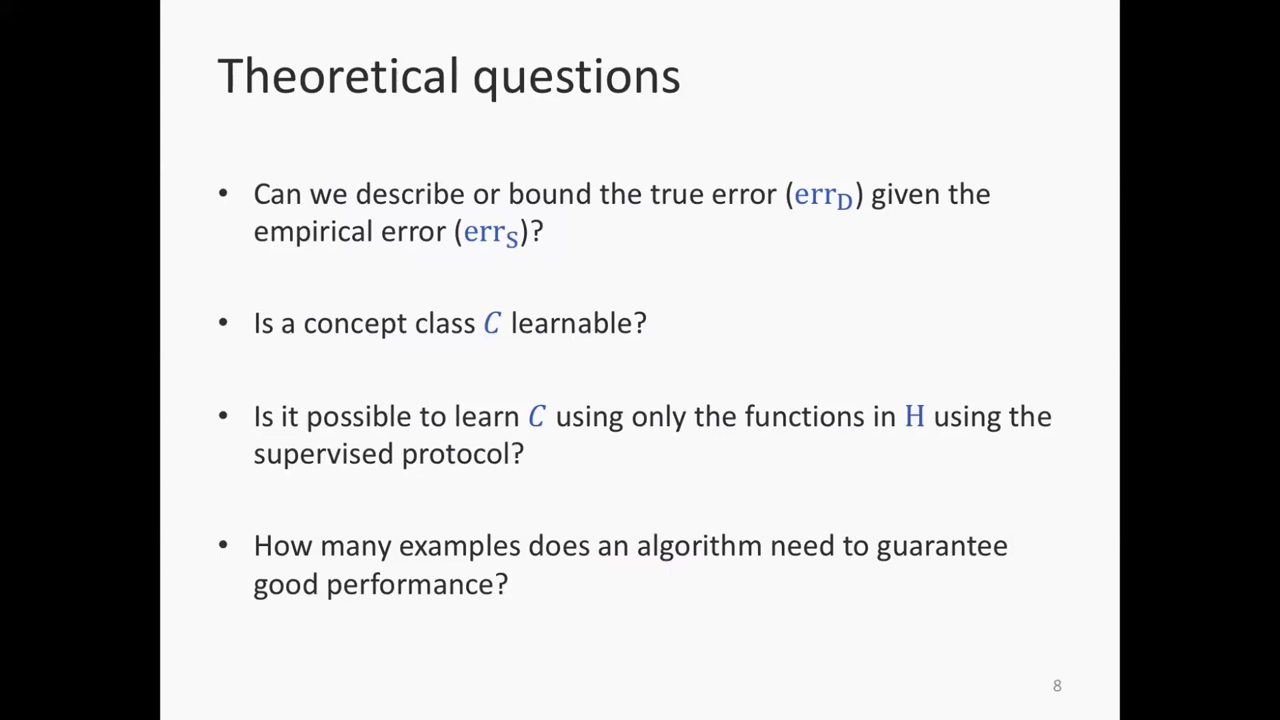 Theoretical questions
• Can we describe or bound the true error (err_D) given the
empirical error (err_S)?
• Is a concept class C learnable?
• Is it possible to learn C using only the functions in H using the
supervised protocol?
• How many examples does an algorithm need to guarantee
good performance?
8